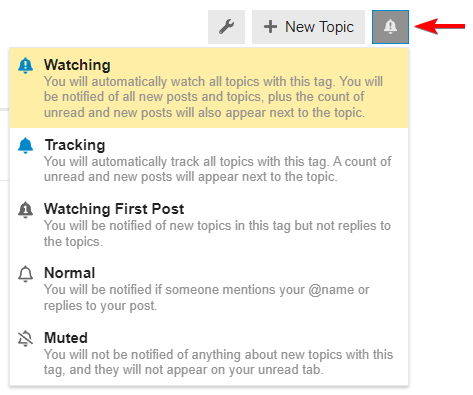 New Topic
Watching
You will automatically watch all topics with this tag. You will
be notified of all new posts and topics, plus the count of
unread and new posts will also appear next to the topic.
Tracking
You will automatically track all topics with this tag. A count of
unread and new posts will appear next to the topic.
Watching First Post
You will be notified of new topics in this tag but not replies to
the topics.
Normal
You will be notified if someone mentions your @name or
replies to your post.
Muted
You will not be notified of anything about new topics with this
tag, and they will not appear on your unread tab.